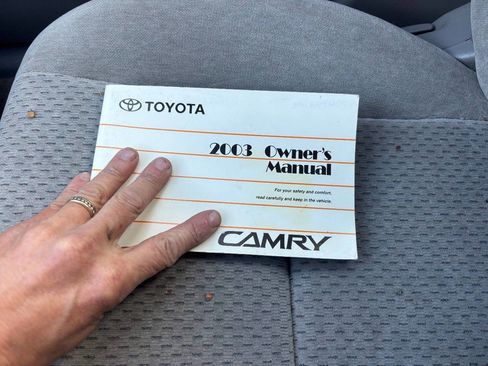 TOYOTA
2003 Owner's
Manual
For your safety and comfort,
read carefully and keep in the vehicle.
CAMRY